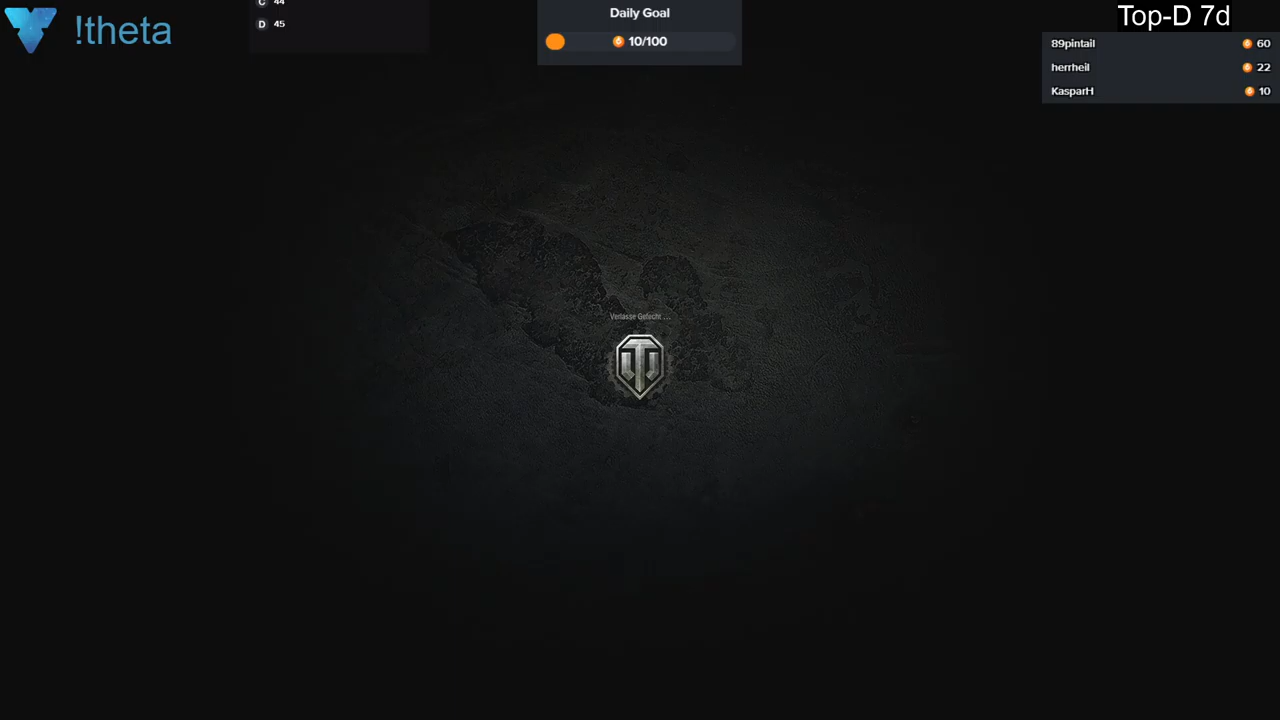 !theta
C 44
D 45
Daily Goal
10/100
Top-D 7d
89pintail 60
herrheil 22
KasparH 10
Verlasse Gefecht ...